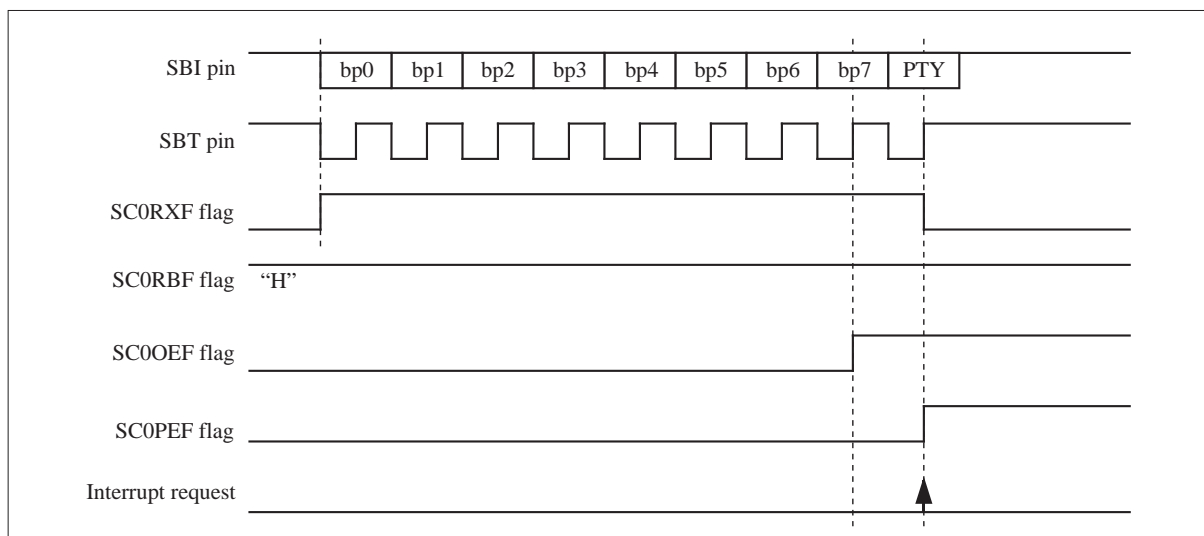 SBI pin bp0 bp1 bp2 bp3 bp4 bp5 bp6 bp7 PTY
SBT pin
SC0RXF flag
SC0RBF flag “H”
SC0OEF flag
SC0PEF flag
Interrupt request